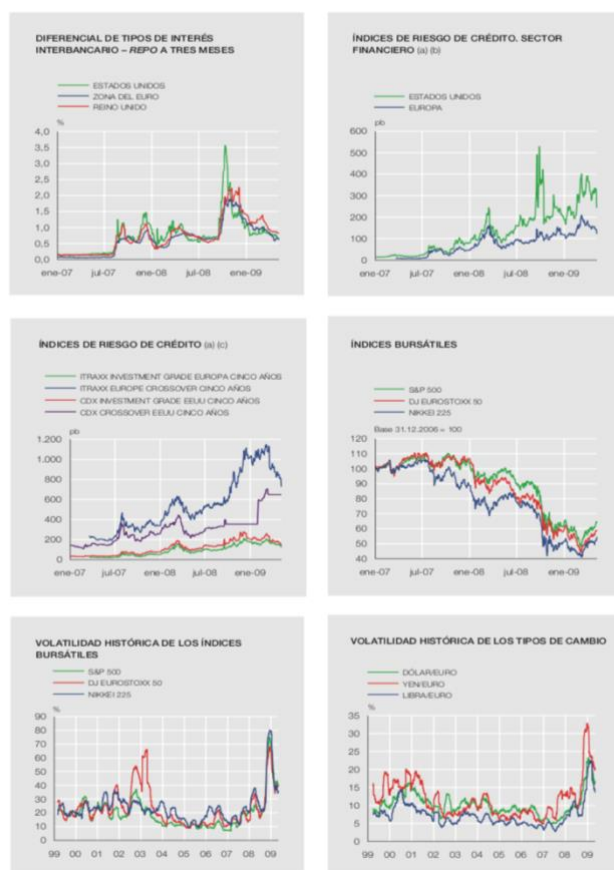 DIFERENCIAL DE TIPOS DE INTERÉS
INTERBANCARIO – REPO A TRES MESES
ESTADOS UNIDOS
ZONA DEL EURO
REINO UNIDO
%
4,0
3,5
3,0
2,5
2,0
1,5
1,0
0,5
0,0
ene-07 jul-07 ene-08 jul-08 ene-09
ÍNDICES DE RIESGO DE CRÉDITO. SECTOR
FINANCIERO (a) (b)
ESTADOS UNIDOS
EUROPA
pb
600
500
400
300
200
100
0
ene-07 jul-07 ene-08 jul-08 ene-09
ÍNDICES DE RIESGO DE CRÉDITO (a) (c)
ITRAXX INVESTMENT GRADE EUROPA CINCO AÑOS
ITRAXX EUROPE CROSSOVER CINCO AÑOS
CDX INVESTMENT GRADE EEUU CINCO AÑOS
CDX CROSSOVER EEUU CINCO AÑOS
pb
1.200
1.000
800
600
400
200
0
ene-07 jul-07 ene-08 jul-08 ene-09
ÍNDICES BURSÁTILES
S&P 500
DJ EUROSTOXX 50
NIKKEI 225
Base 31.12.2006 = 100
120
110
100
90
80
70
60
50
40
ene-07 jul-07 ene-08 jul-08 ene-09
VOLATILIDAD HISTÓRICA DE LOS ÍNDICES
BURSÁTILES
S&P 500
DJ EUROSTOXX 50
NIKKEI 225
%
90
80
70
60
50
40
30
20
10
0
99 00 01 02 03 04 05 06 07 08 09
VOLATILIDAD HISTÓRICA DE LOS TIPOS DE CAMBIO
DÓLAR/EURO
YEN/EURO
LIBRA/EURO
%
35
30
25
20
15
10
5
0
99 00 01 02 03 04 05 06 07 08 09